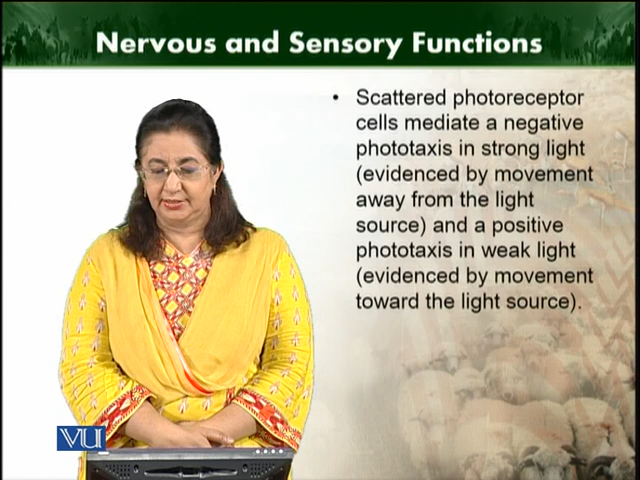 Nervous and Sensory Functions
• Scattered photoreceptor
cells mediate a negative
phototaxis in strong light
(evidenced by movement
away from the light
source) and a positive
phototaxis in weak light
(evidenced by movement
toward the light source).
VU